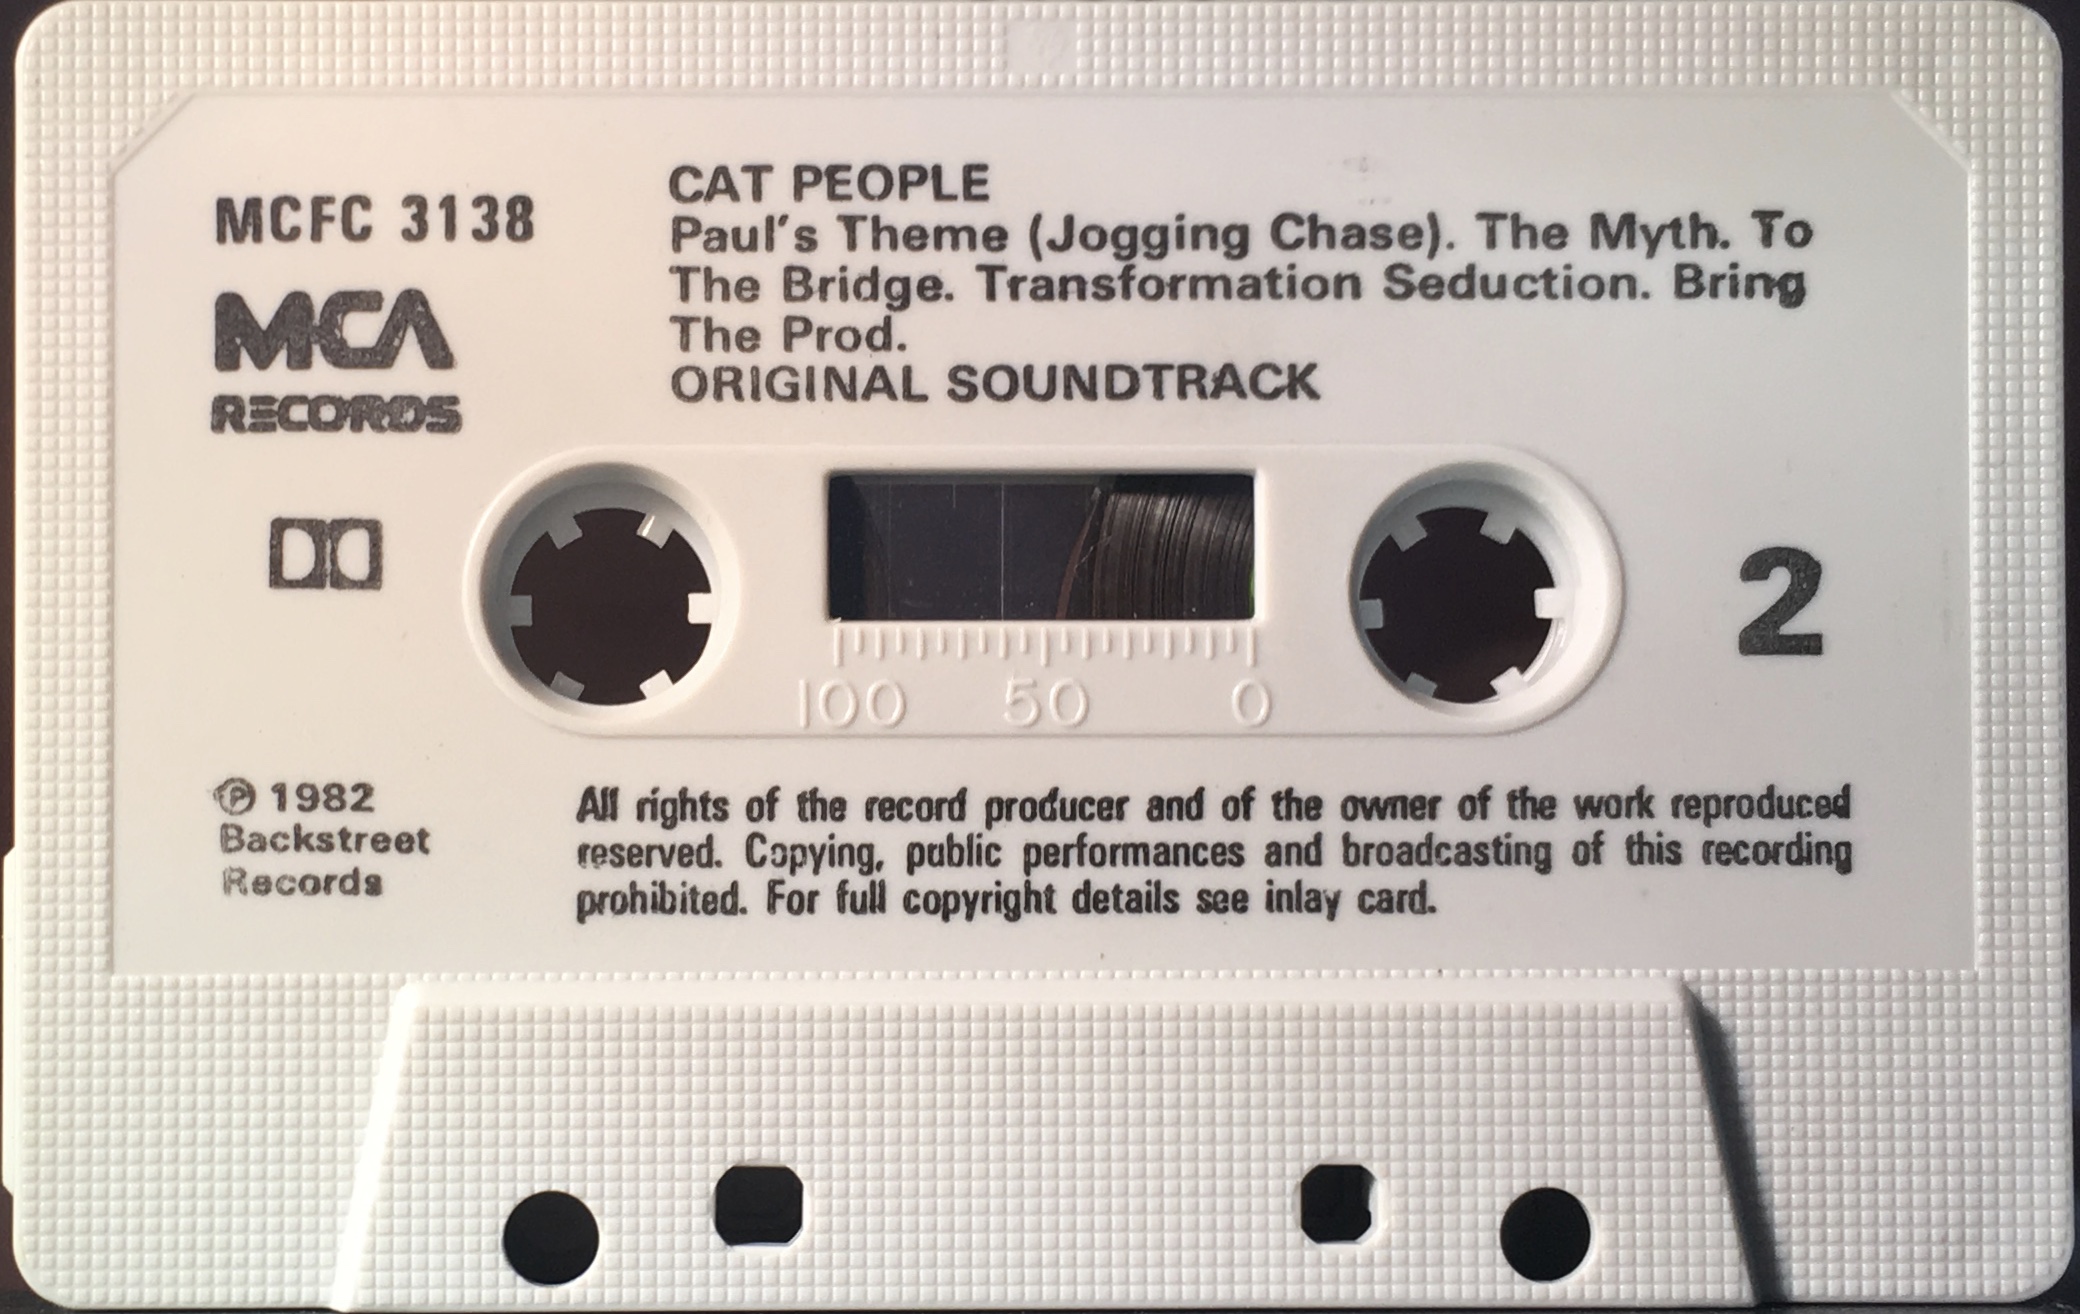 MCFC 3138
MCA
RECORDS
CAT PEOPLE
Paul's Theme (Jogging Chase). The Myth. To
The Bridge. Transformation Seduction. Bring
The Prod.
ORIGINAL SOUNDTRACK
2
100 50 0
℗ 1982
Backstreet
Records
All rights of the record producer and of the owner of the work reproduced
reserved. Copying, public performances and broadcasting of this recording
prohibited. For full copyright details see inlay card.